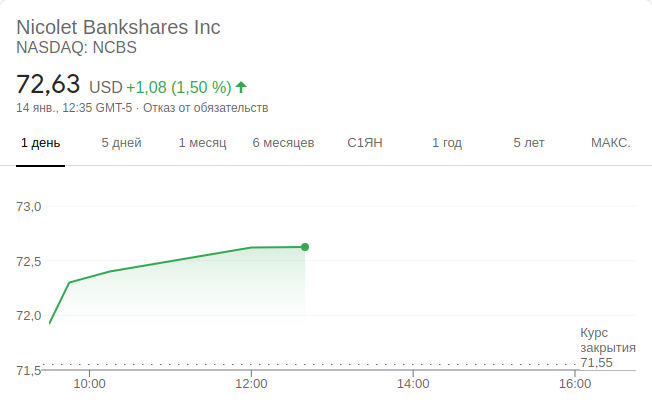 Nicolet Bankshares Inc
NASDAQ: NCBS
72,63 USD +1,08 (1,50 %)
14 янв., 12:35 GMT-5 · Отказ от обязательств
1 день 5 дней 1 месяц 6 месяцев С1ЯН 1 год 5 лет МАКС.
73,0
72,5
72,0
Курс
закрытия
71,55
71,5
10:00 12:00 14:00 16:00